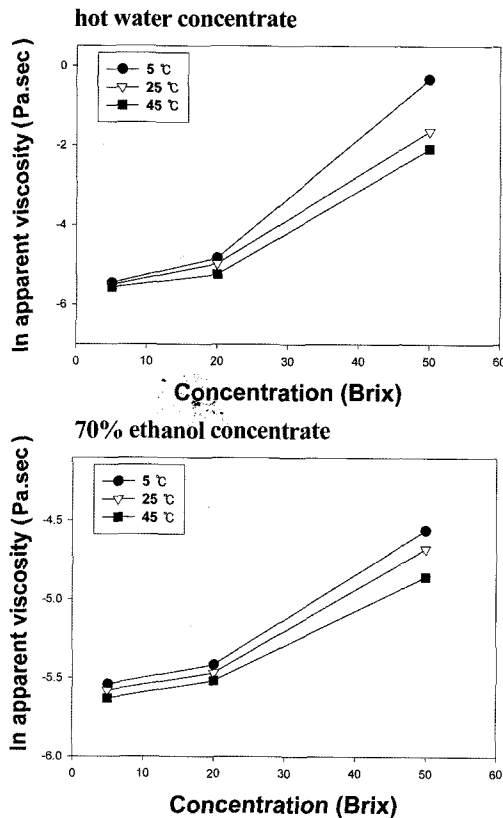 hot water concentrate
5 ℃
25 ℃
45 ℃
0
-2
-4
-6
ln apparent viscosity (Pa.sec)
0 10 20 30 40 50 60
Concentration (Brix)
70% ethanol concentrate
5 ℃
25 ℃
45 ℃
-4.5
-5.0
-5.5
-6.0
ln apparent viscosity (Pa.sec)
0 10 20 30 40 50 60
Concentration (Brix)